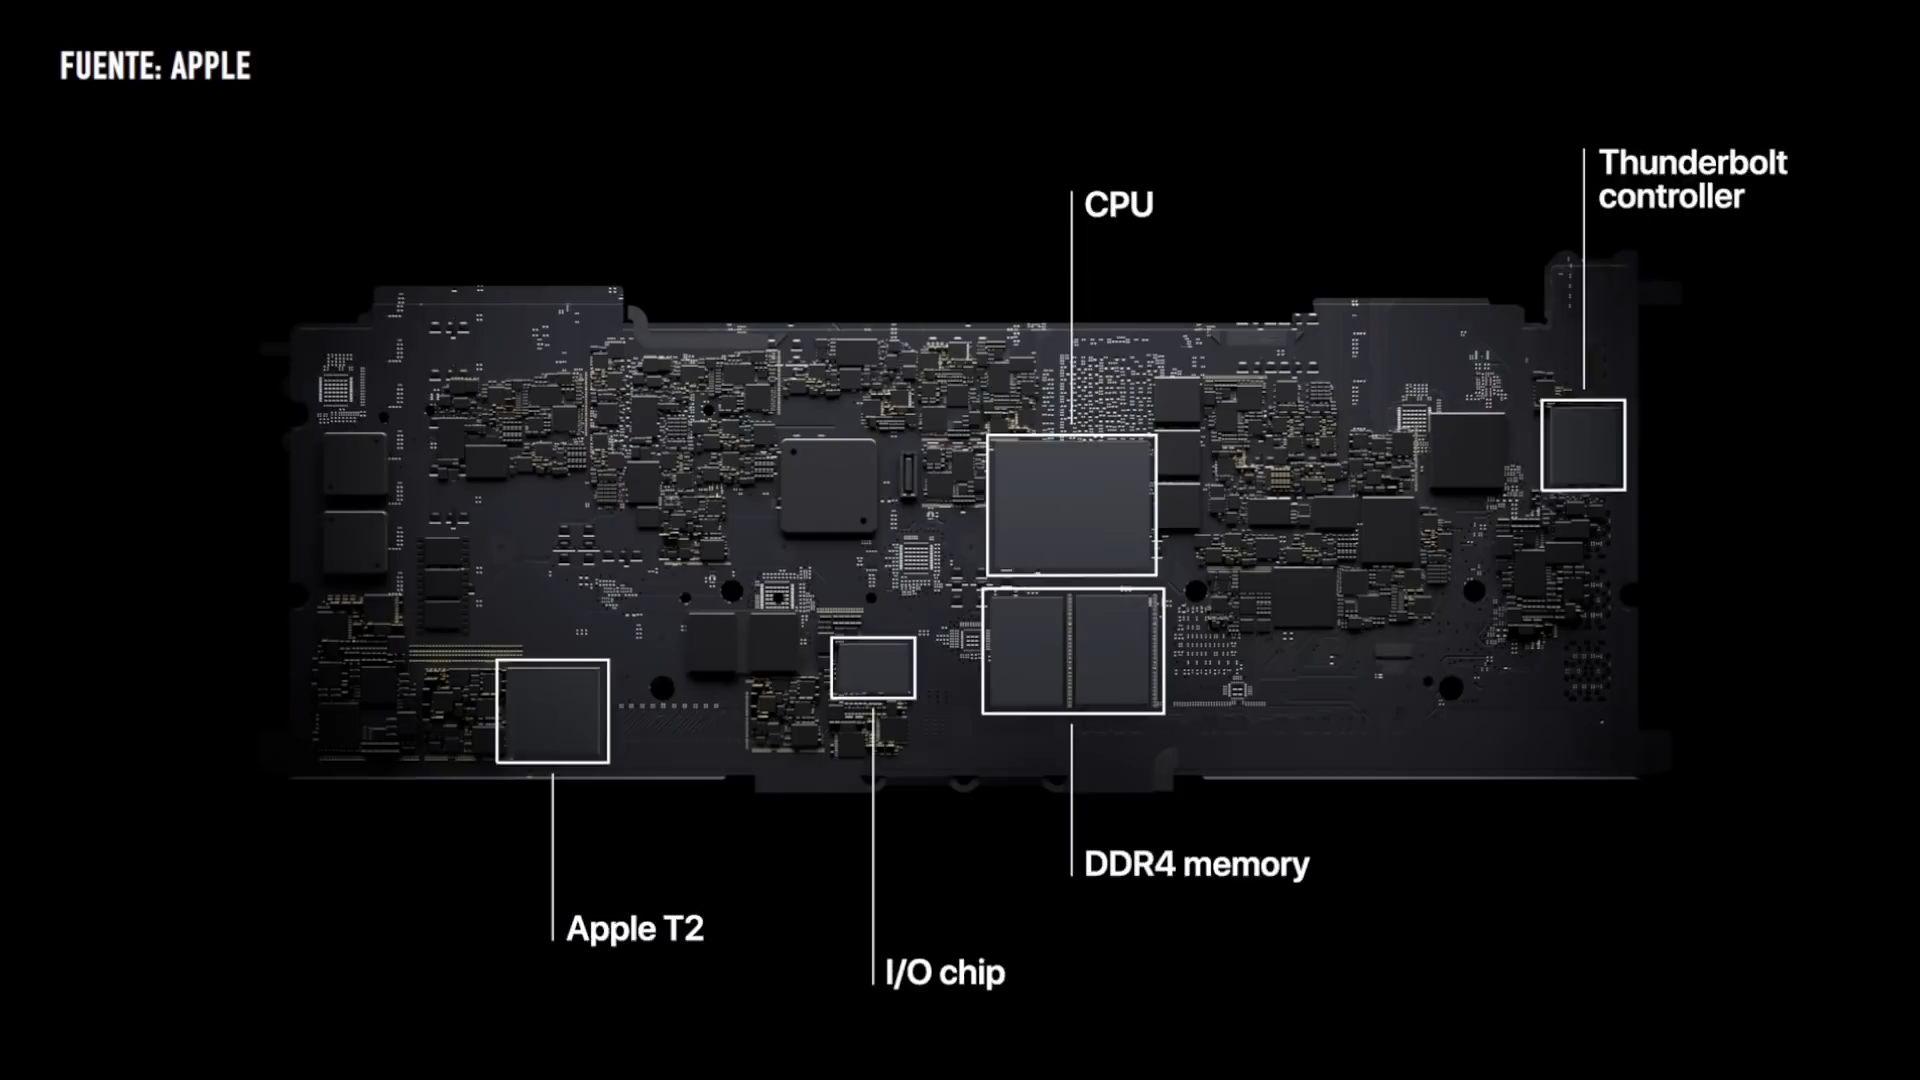 FUENTE: APPLE
Thunderbolt
controller
CPU
DDR4 memory
Apple T2
I/O chip